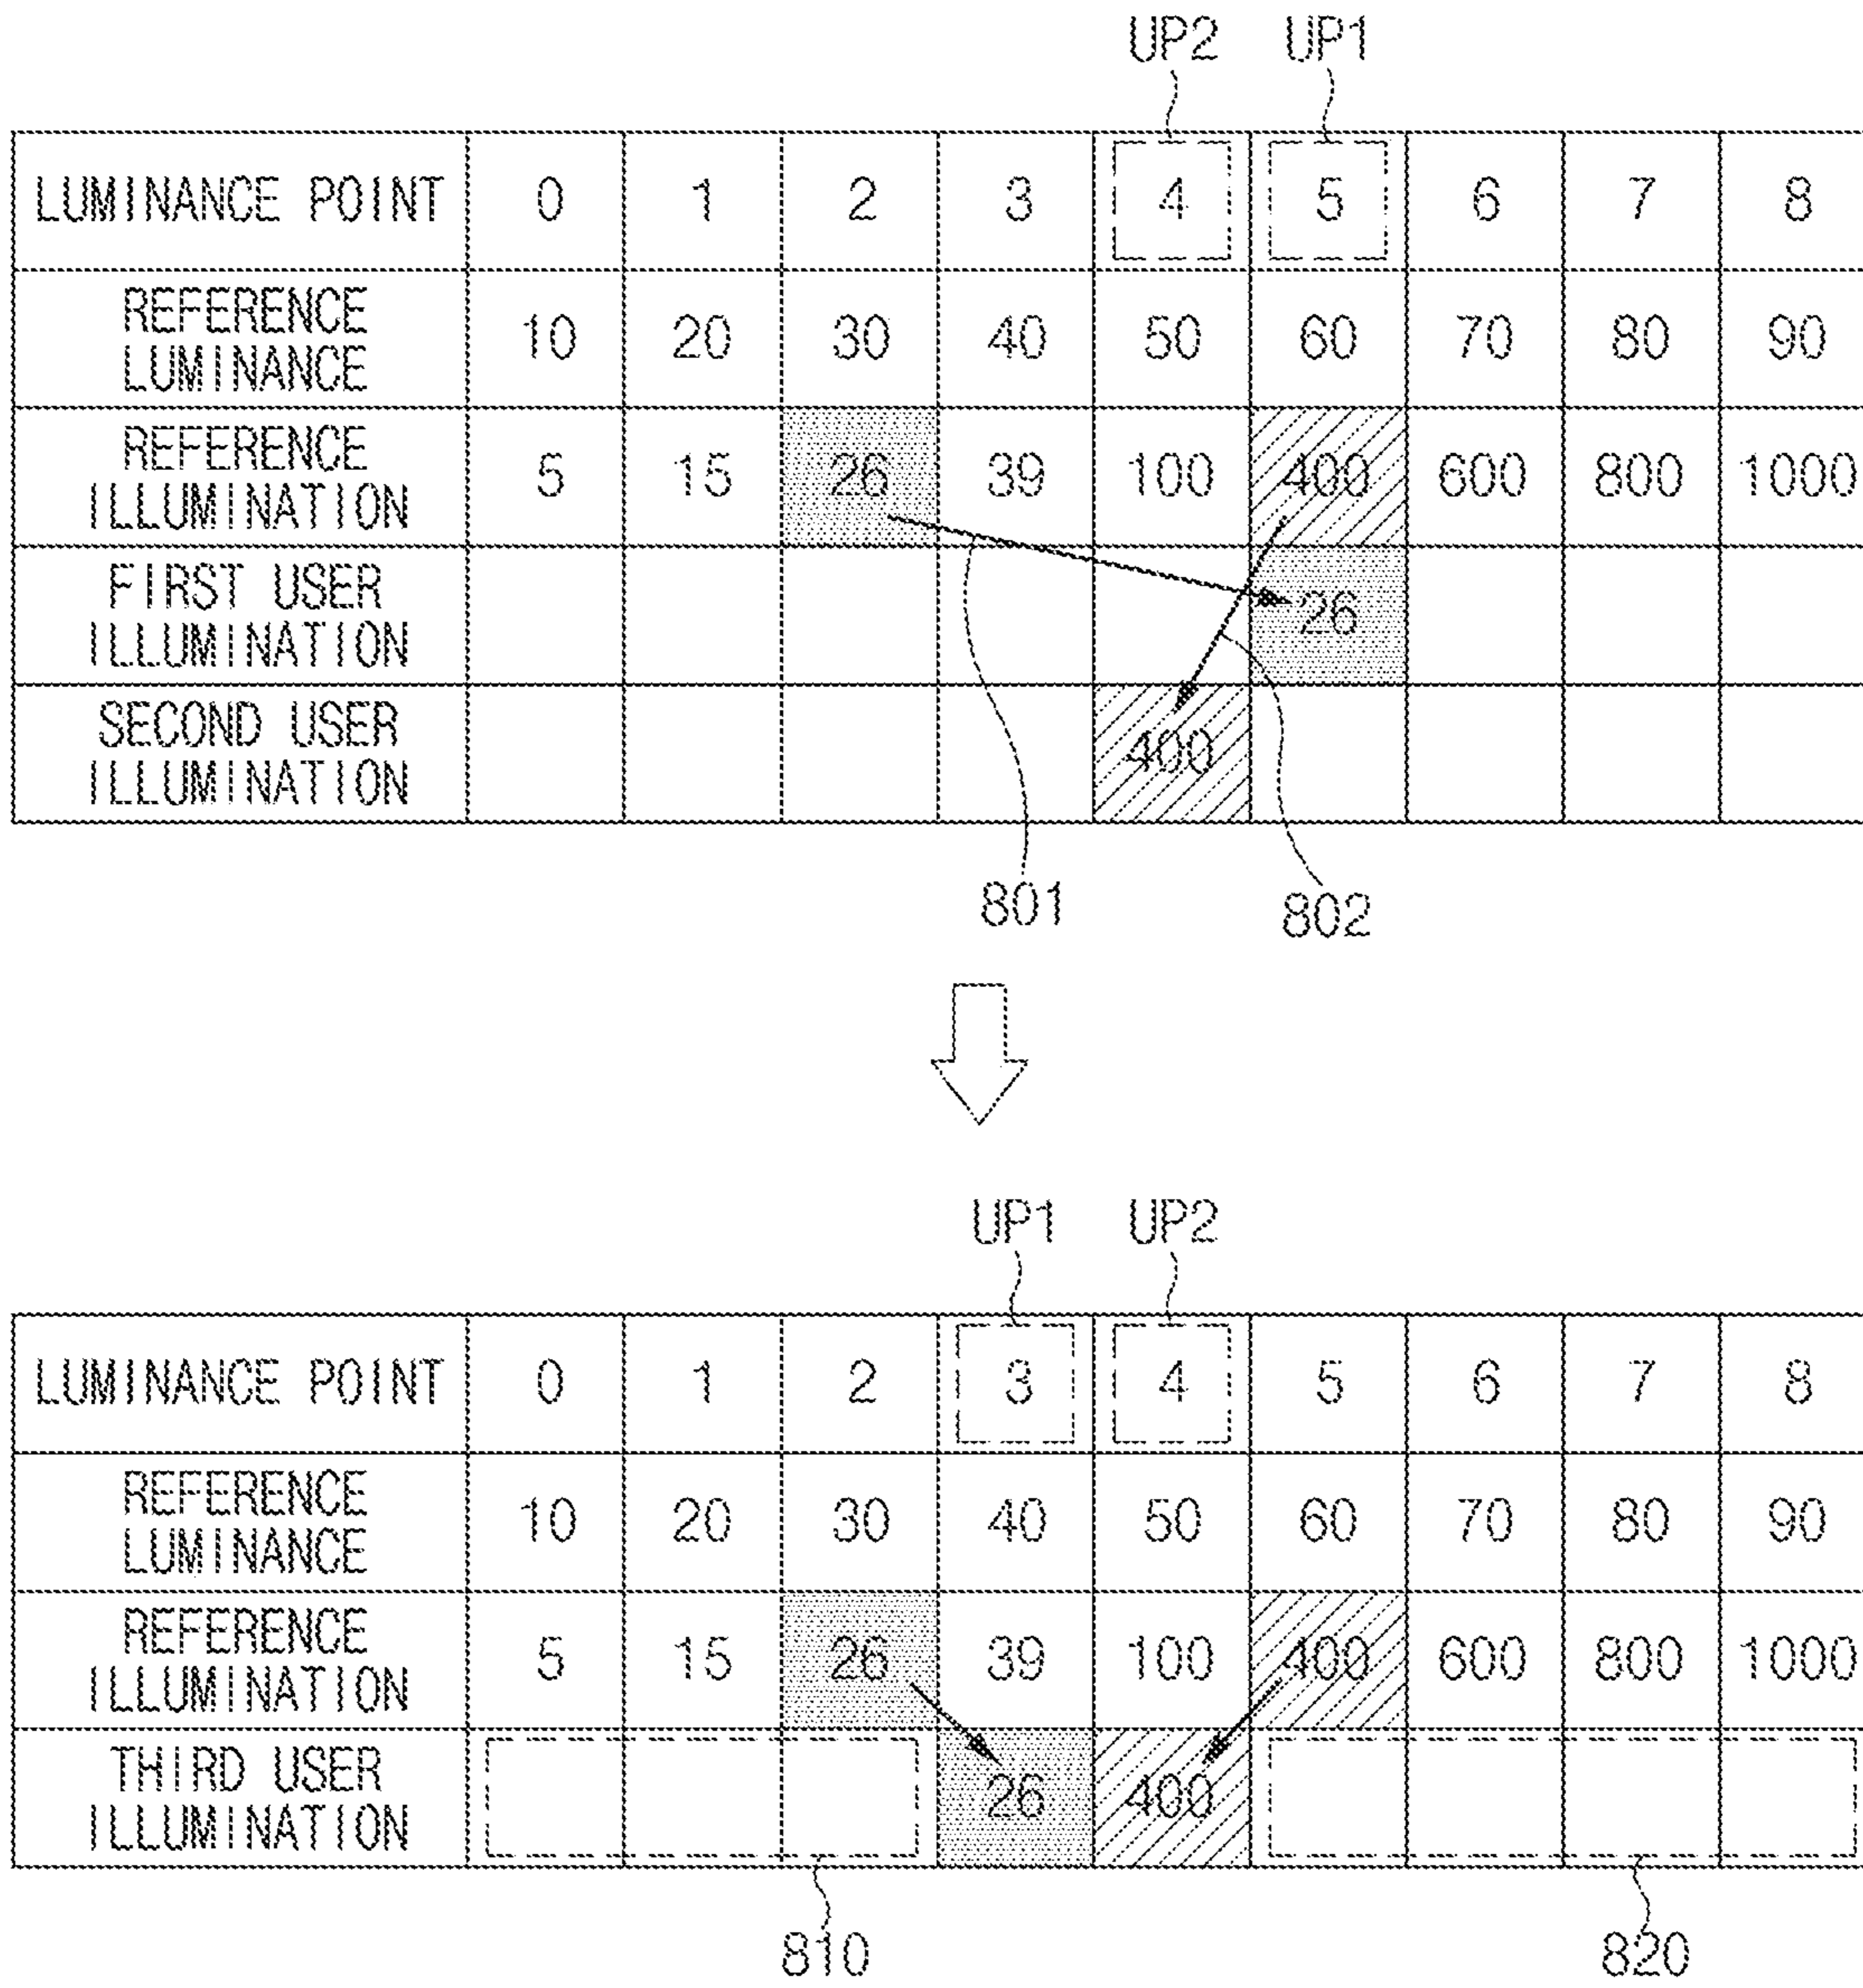 UP2 UP1
LUMINANCE POINT 0 1 2 3 4 5 6 7 8
REFERENCE
LUMINANCE 10 20 30 40 50 60 70 80 90
REFERENCE
ILLUMINATION 5 15 26 39 100 400 600 800 1000
FIRST USER
ILLUMINATION 26
SECOND USER
ILLUMINATION 400
801 802
UP1 UP2
LUMINANCE POINT 0 1 2 3 4 5 6 7 8
REFERENCE
LUMINANCE 10 20 30 40 50 60 70 80 90
REFERENCE
ILLUMINATION 5 15 26 39 100 400 600 800 1000
THIRD USER
ILLUMINATION 26 400
810 820